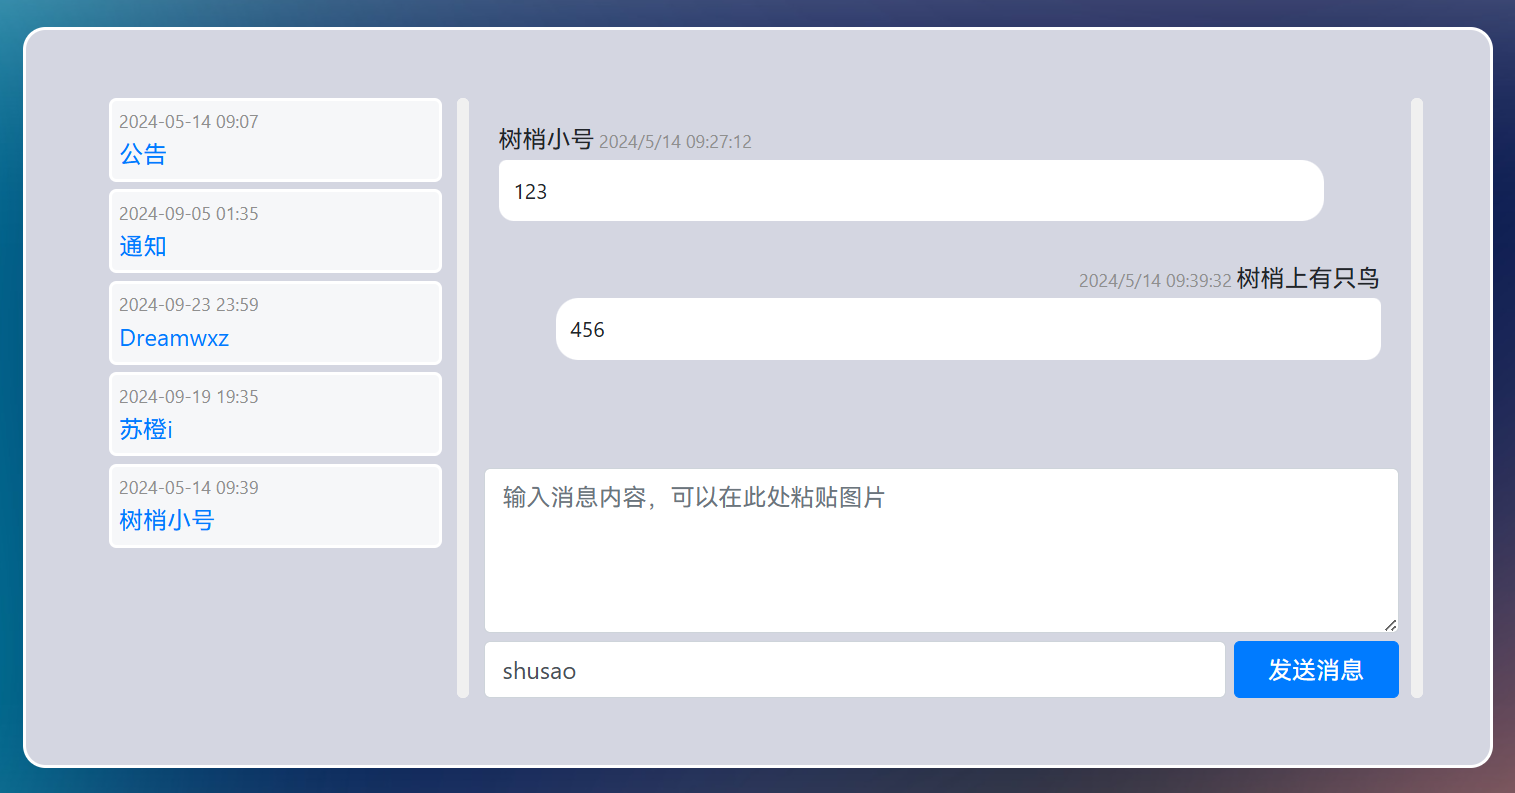 2024-05-14 09:07
公告
2024-09-05 01:35
通知
2024-09-23 23:59
Dreamwxz
2024-09-19 19:35
苏橙i
2024-05-14 09:39
树梢小号
树梢小号 2024/5/14 09:27:12
123
2024/5/14 09:39:32 树梢上有只鸟
456
输入消息内容，可以在此处粘贴图片
shusao
发送消息